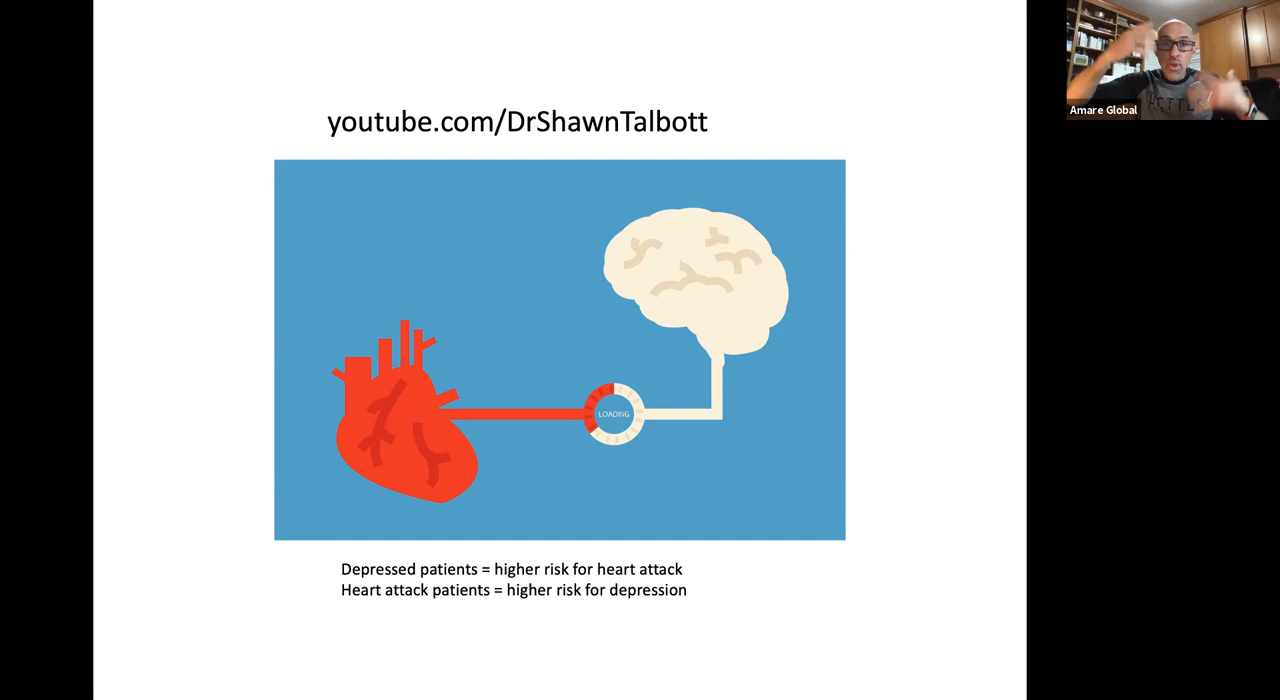 youtube.com/DrShawnTalbott
Amare Global
LOADING
Depressed patients = higher risk for heart attack
Heart attack patients = higher risk for depression